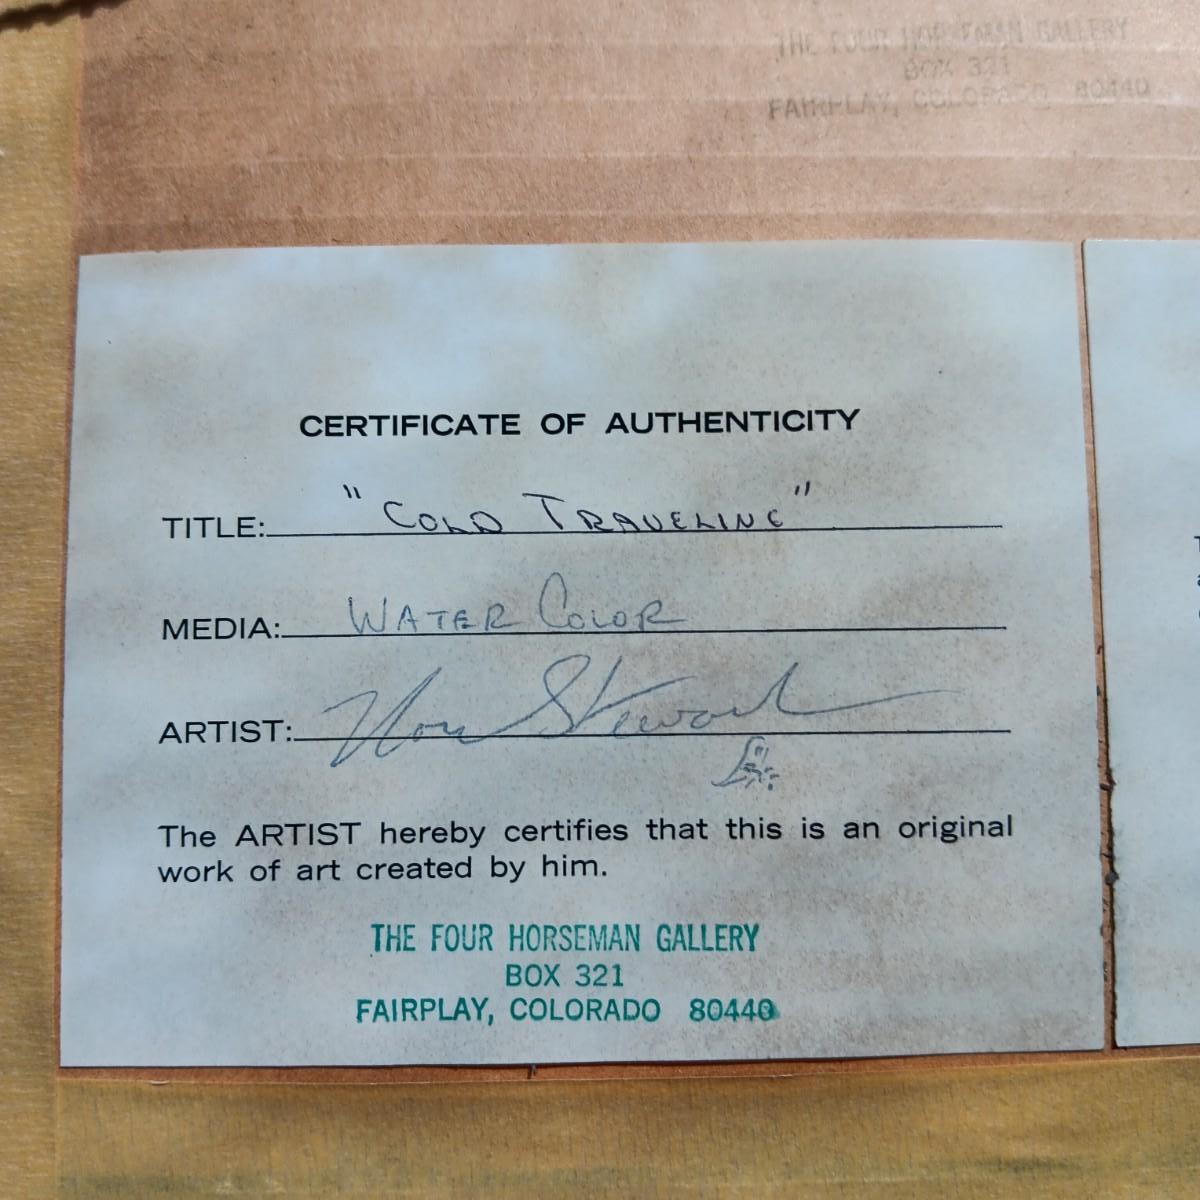 THE FOUR HORSEMAN GALLERY
BOX 321
FAIRPLAY, COLORADO 80440
CERTIFICATE OF AUTHENTICITY
TITLE: "COLD TRAVELING"
MEDIA: WATER COLOR
ARTIST: Stewart
The ARTIST hereby certifies that this is an original
work of art created by him.
THE FOUR HORSEMAN GALLERY
BOX 321
FAIRPLAY, COLORADO 80440